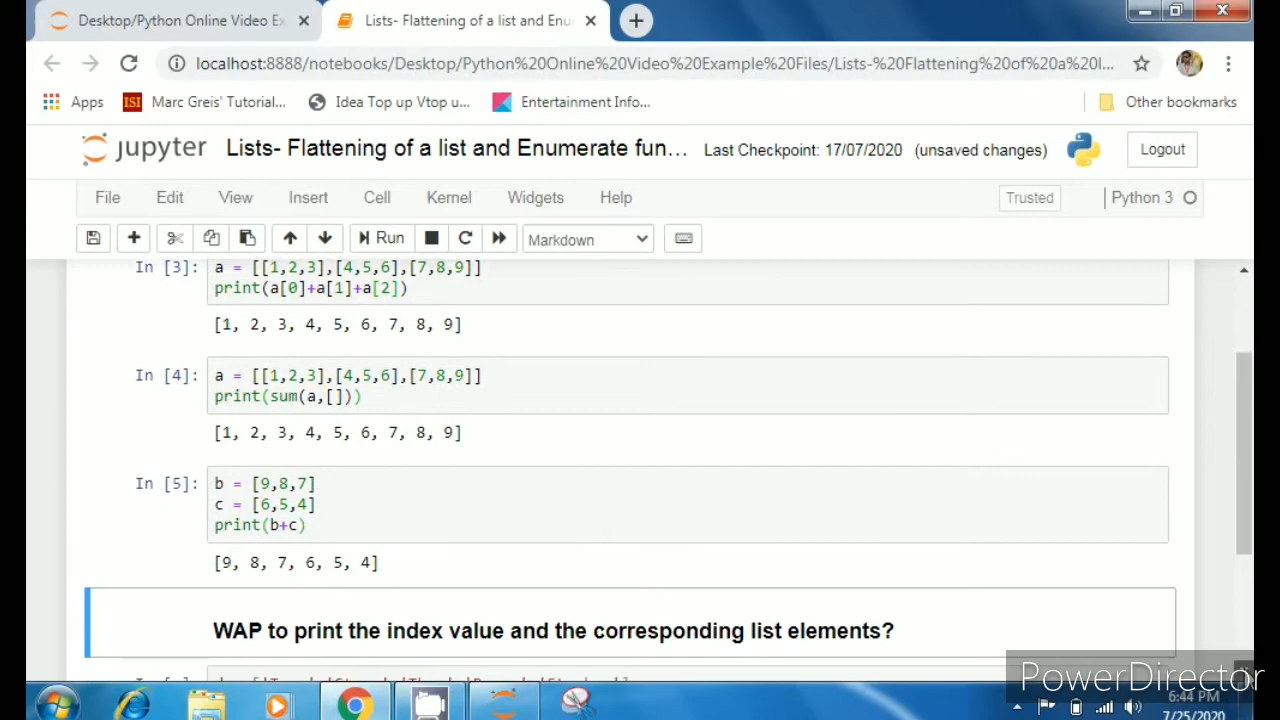 Desktop/Python Online Video Ex
Lists- Flattening of a list and Enu
localhost:8888/notebooks/Desktop/Python%20Online%20Video%20Example%20Files/Lists-%20Flattening%20of%20a%20l...
Apps
ISI Marc Greis' Tutorial...
Idea Top up Vtop u...
Entertainment Info...
Other bookmarks
jupyter Lists- Flattening of a list and Enumerate fun... Last Checkpoint: 17/07/2020 (unsaved changes) Logout
File Edit View Insert Cell Kernel Widgets Help Trusted Python 3
Run Markdown
In [3]: a = [[1,2,3],[4,5,6],[7,8,9]]
print(a[0]+a[1]+a[2])
[1, 2, 3, 4, 5, 6, 7, 8, 9]
In [4]: a = [[1,2,3],[4,5,6],[7,8,9]]
print(sum(a,[]))
[1, 2, 3, 4, 5, 6, 7, 8, 9]
In [5]: b = [9,8,7]
c = [6,5,4]
print(b+c)
[9, 8, 7, 6, 5, 4]
WAP to print the index value and the corresponding list elements?
PowerDirector
6:44 PM
7/25/2020